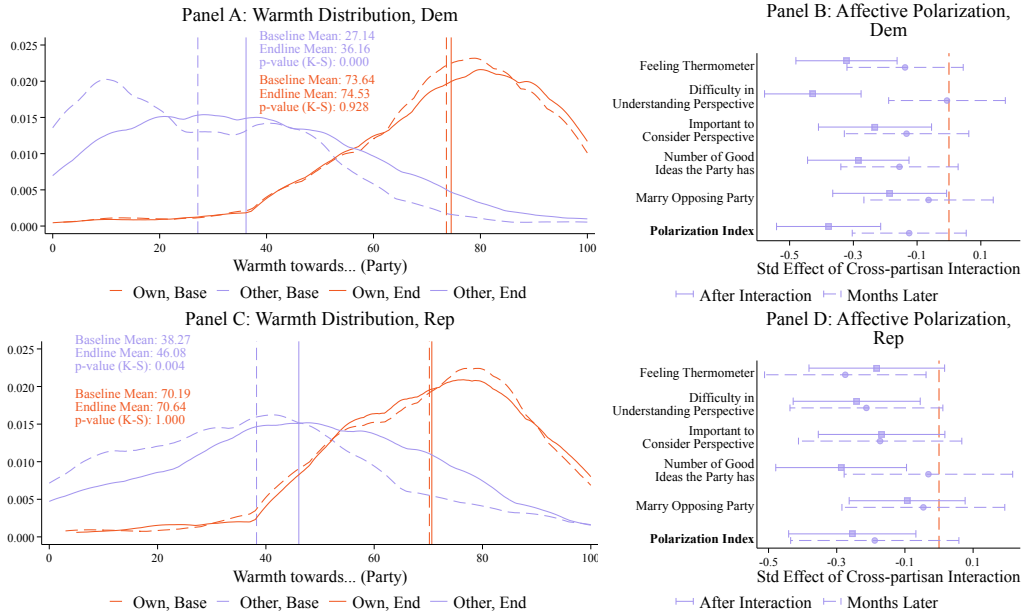 Panel A: Warmth Distribution, Dem
Baseline Mean: 27.14
Endline Mean: 36.16
p-value (K-S): 0.000
Baseline Mean: 73.64
Endline Mean: 74.53
p-value (K-S): 0.928
0.025
0.020
0.015
0.010
0.005
0.000
0 20 40 60 80 100
Warmth towards... (Party)
Own, Base Other, Base Own, End Other, End
Panel B: Affective Polarization,
Dem
Feeling Thermometer
Difficulty in
Understanding Perspective
Important to
Consider Perspective
Number of Good
Ideas the Party has
Marry Opposing Party
Polarization Index
-0.5 -0.3 -0.1 0.1
Std Effect of Cross-partisan Interaction
After Interaction Months Later
Panel C: Warmth Distribution, Rep
Baseline Mean: 38.27
Endline Mean: 46.08
p-value (K-S): 0.004
Baseline Mean: 70.19
Endline Mean: 70.64
p-value (K-S): 1.000
0.025
0.020
0.015
0.010
0.005
0.000
0 20 40 60 80 100
Warmth towards... (Party)
Own, Base Other, Base Own, End Other, End
Panel D: Affective Polarization,
Rep
Feeling Thermometer
Difficulty in
Understanding Perspective
Important to
Consider Perspective
Number of Good
Ideas the Party has
Marry Opposing Party
Polarization Index
-0.5 -0.3 -0.1 0.1
Std Effect of Cross-partisan Interaction
After Interaction Months Later